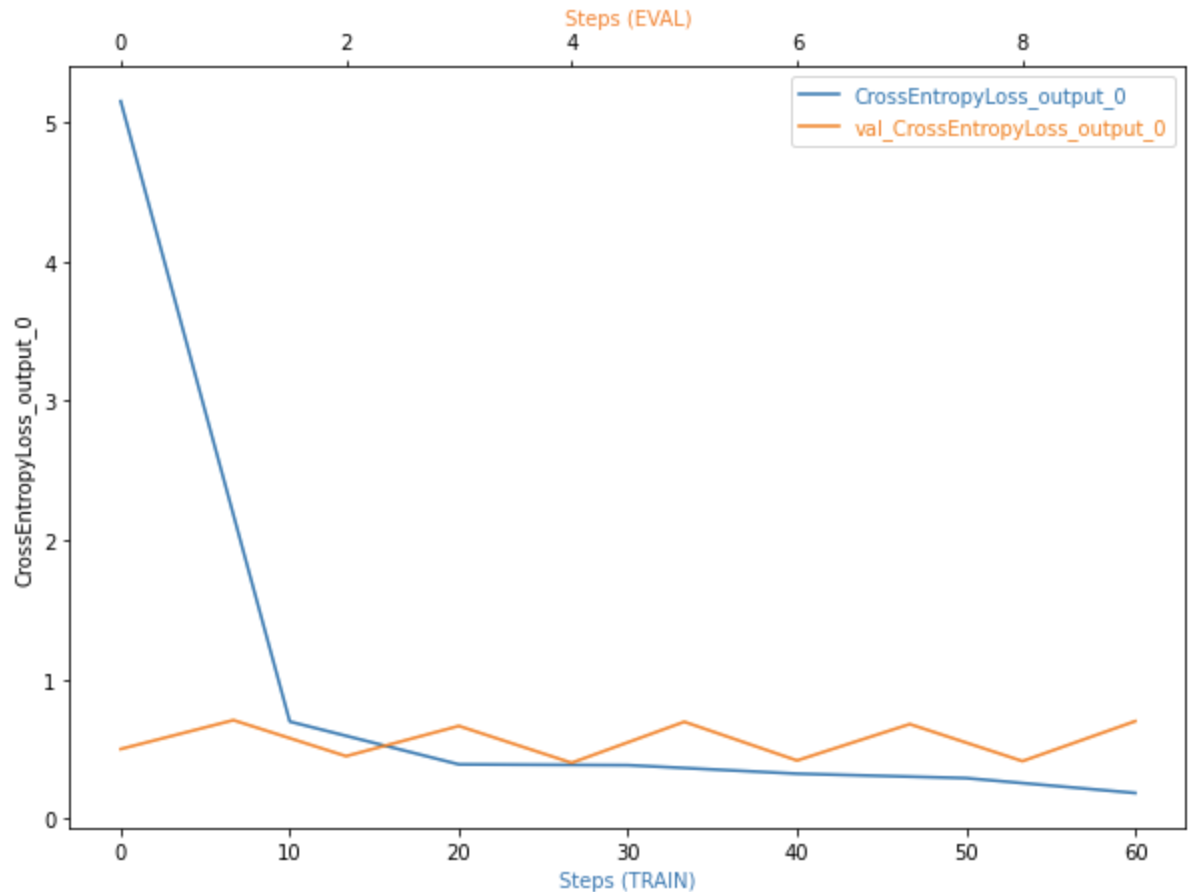 Steps (EVAL)
0 2 4 6 8
CrossEntropyLoss_output_0
val_CrossEntropyLoss_output_0
CrossEntropyLoss_output_0
5
4
3
2
1
0
0 10 20 30 40 50 60
Steps (TRAIN)